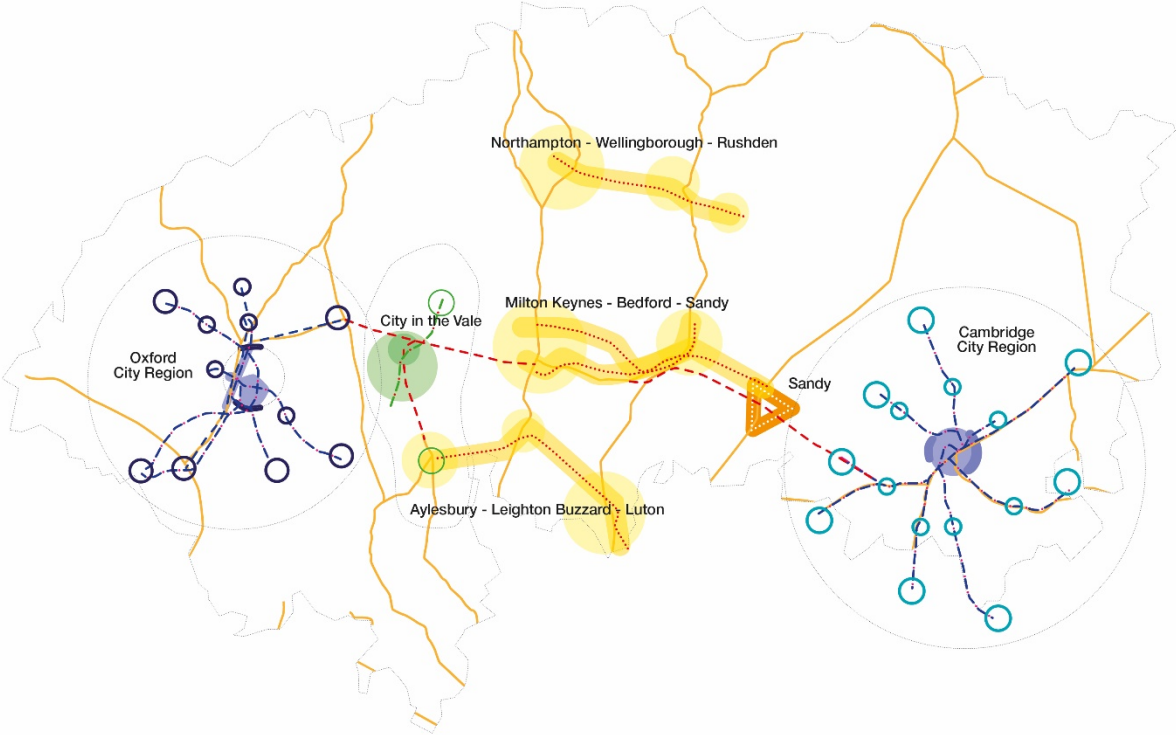 Northampton - Wellingborough - Rushden
Milton Keynes - Bedford - Sandy
City in the Vale
Oxford
City Region
Cambridge
City Region
Sandy
Aylesbury - Leighton Buzzard - Luton